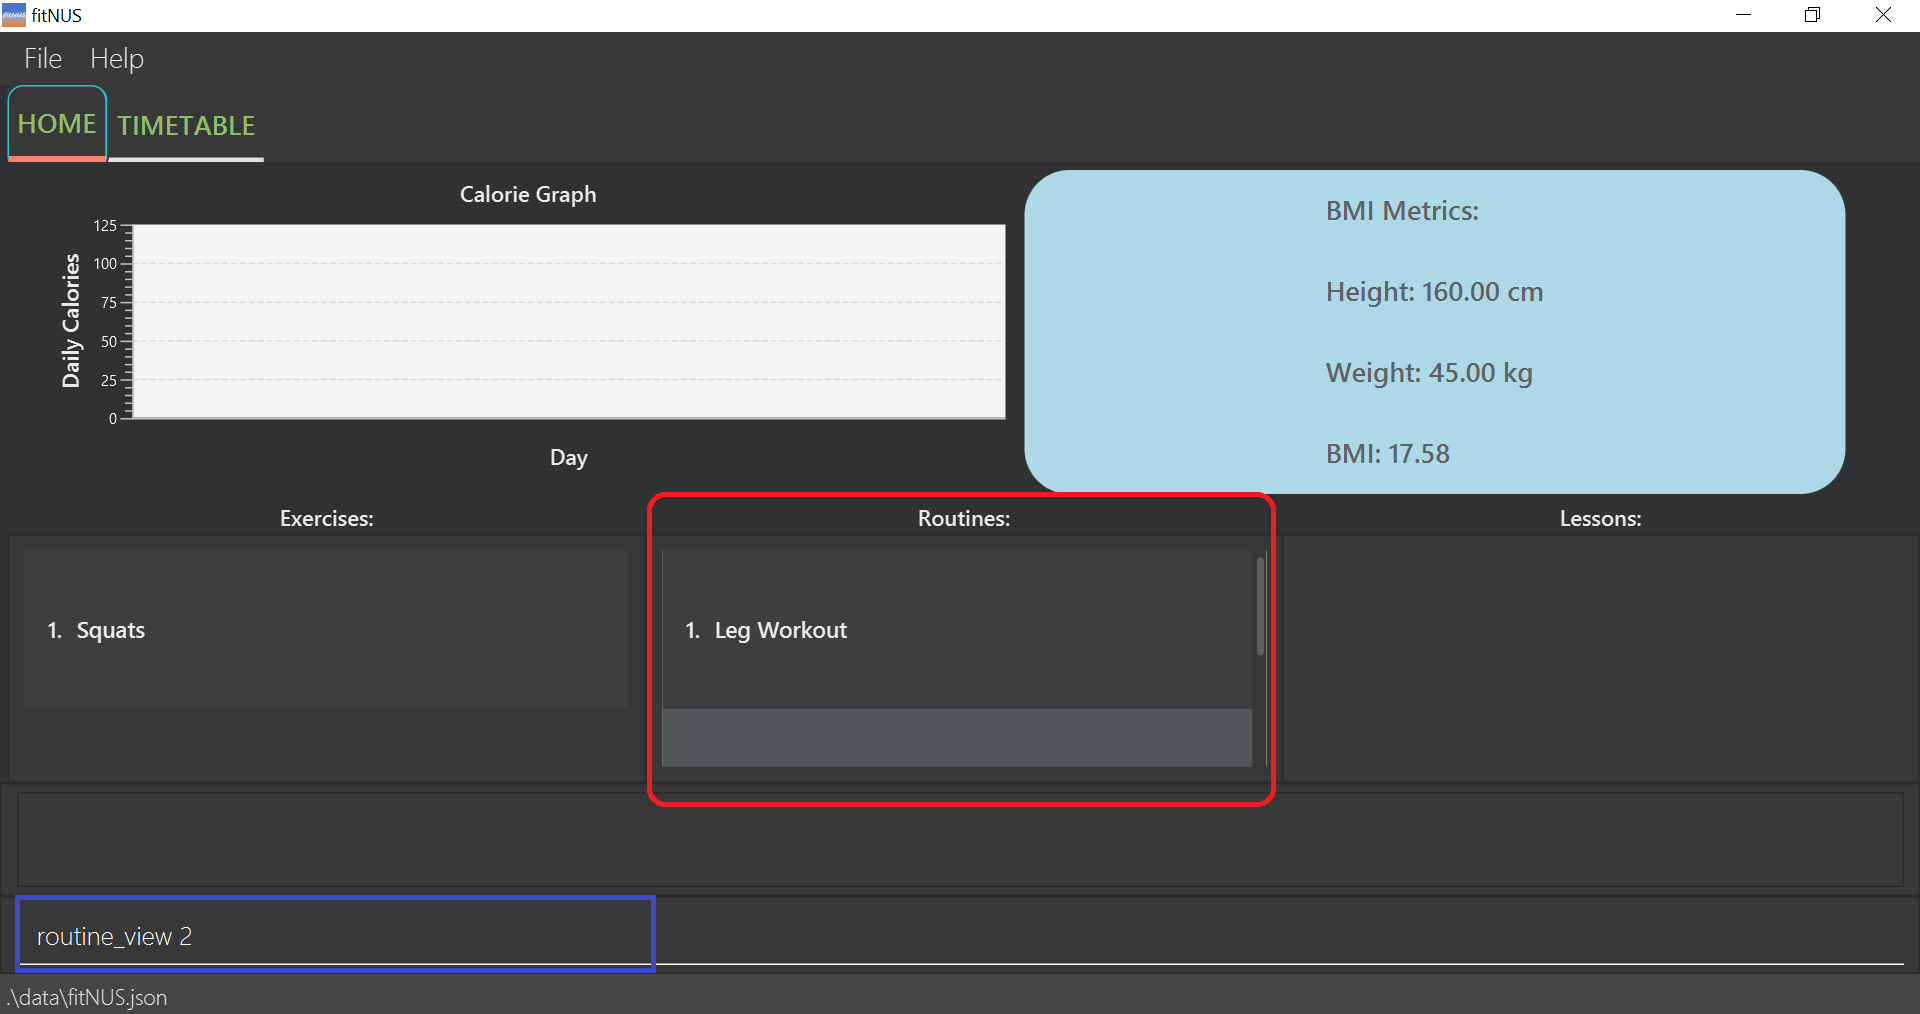 fitNUS
File Help
HOME TIMETABLE
Calorie Graph
125
100
75
50
25
0
Daily Calories
Day
BMI Metrics:
Height: 160.00 cm
Weight: 45.00 kg
BMI: 17.58
Exercises:
1. Squats
Routines:
1. Leg Workout
Lessons:
routine_view 2
.\data\fitNUS.json